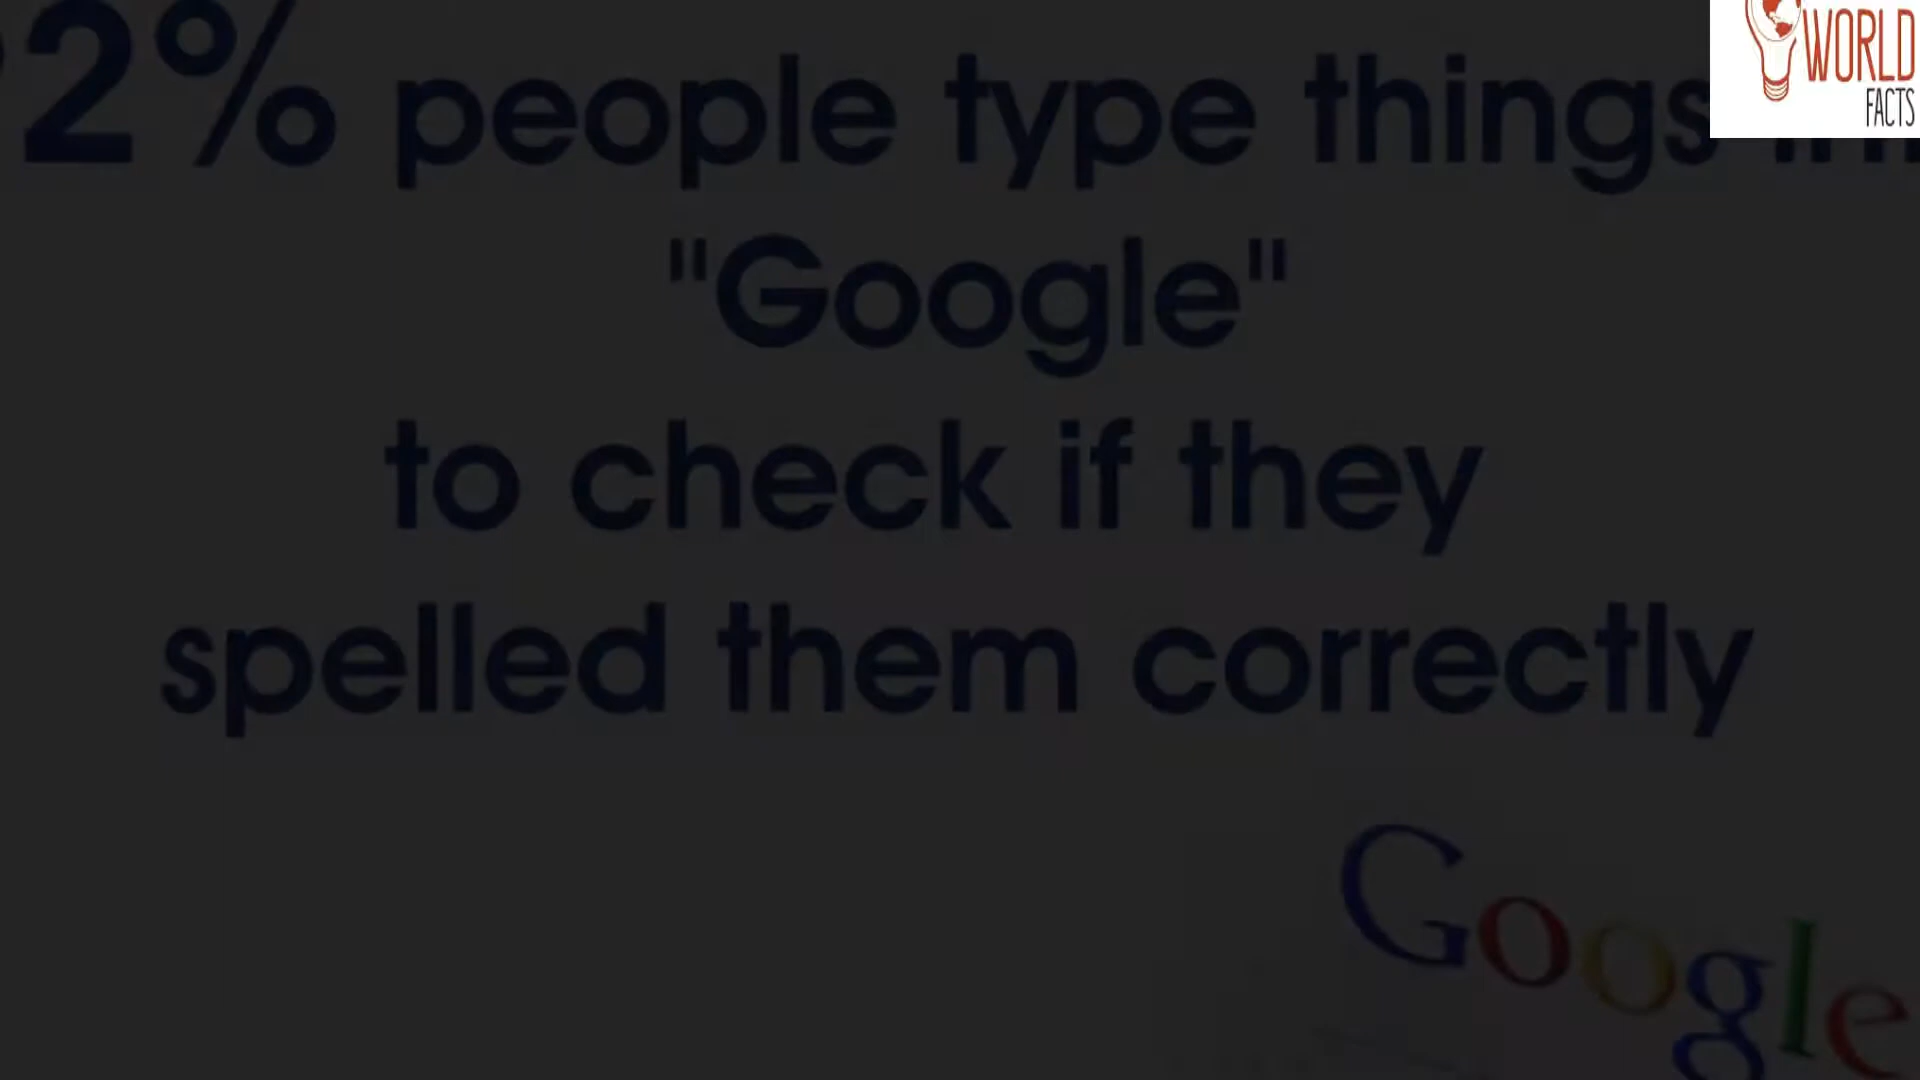 2% people type things
"Google"
to check if they
spelled them correctly
WORLD
FACTS
Google